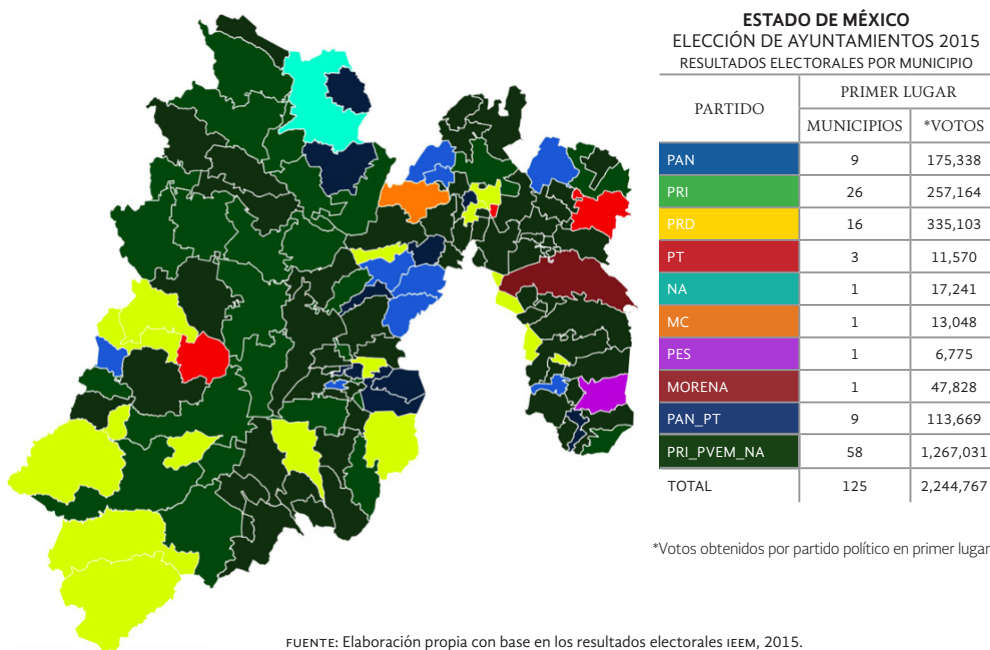 ESTADO DE MÉXICO
ELECCIÓN DE AYUNTAMIENTOS 2015
RESULTADOS ELECTORALES POR MUNICIPIO
PARTIDO PRIMER LUGAR
MUNICIPIOS *VOTOS
PAN 9 175,338
PRI 26 257,164
PRD 16 335,103
PT 3 11,570
NA 1 17,241
MC 1 13,048
PES 1 6,775
MORENA 1 47,828
PAN_PT 9 113,669
PRI_PVEM_NA 58 1,267,031
TOTAL 125 2,244,767
*Votos obtenidos por partido político en primer lugar
FUENTE: Elaboración propia con base en los resultados electorales IEEM, 2015.